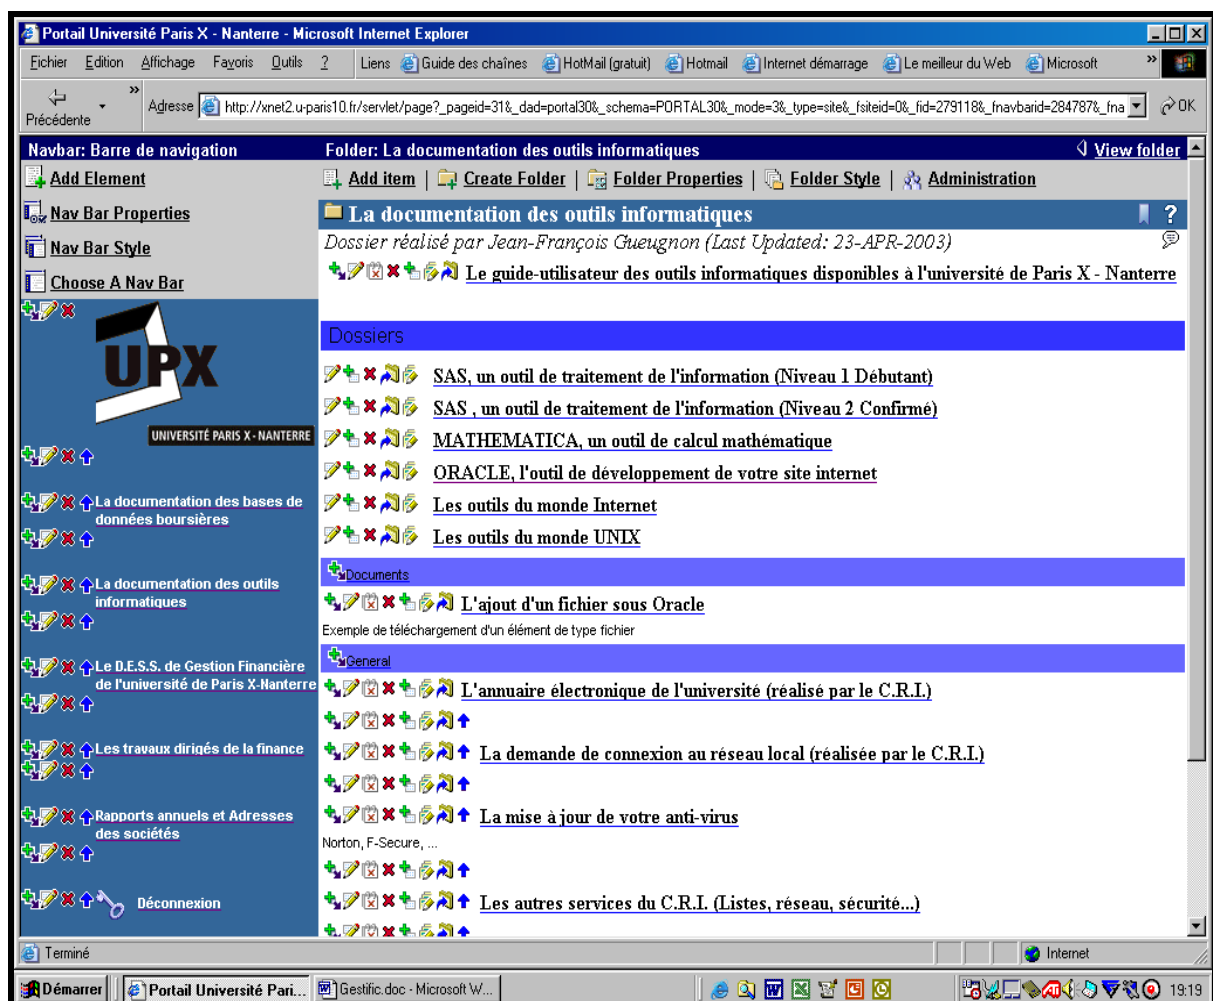 Portail Université Paris X - Nanterre - Microsoft Internet Explorer
Fichier Edition Affichage Favoris Outils ? Liens Guide des chaînes HotMail (gratuit) Hotmail Internet démarrage Le meilleur du Web Microsoft »
Précédente » Adresse http://xnet2.u-paris10.fr/servlet/page?_pageid=31&_dad=portal30&_schema=PORTAL30&_mode=3&_type=site&_fsiteid=0&_fid=279118&_fnavbarid=284787&_fna OK
Navbar: Barre de navigation
Add Element
Nav Bar Properties
Nav Bar Style
Choose A Nav Bar
UPX
UNIVERSITÉ PARIS X - NANTERRE
La documentation des bases de
données boursières
La documentation des outils
informatiques
Le D.E.S.S. de Gestion Financière
de l'université de Paris X-Nanterre
Les travaux dirigés de la finance
Rapports annuels et Adresses
des sociétés
Déconnexion
Folder: La documentation des outils informatiques View folder
Add item | Create Folder | Folder Properties | Folder Style | Administration
La documentation des outils informatiques ?
Dossier réalisé par Jean-François Gueugnon (Last Updated: 23-APR-2003)
Le guide-utilisateur des outils informatiques disponibles à l'université de Paris X - Nanterre
Dossiers
SAS, un outil de traitement de l'information (Niveau 1 Débutant)
SAS , un outil de traitement de l'information (Niveau 2 Confirmé)
MATHEMATICA, un outil de calcul mathématique
ORACLE, l'outil de développement de votre site internet
Les outils du monde Internet
Les outils du monde UNIX
Documents
L'ajout d'un fichier sous Oracle
Exemple de téléchargement d'un élément de type fichier
General
L'annuaire électronique de l'université (réalisé par le C.R.I.)
La demande de connexion au réseau local (réalisée par le C.R.I.)
La mise à jour de votre anti-virus
Norton, F-Secure, ...
Les autres services du C.R.I. (Listes, réseau, sécurité...)
Terminé Internet
Démarrer Portail Université Pari... Gestific.doc - Microsoft W... 19:19